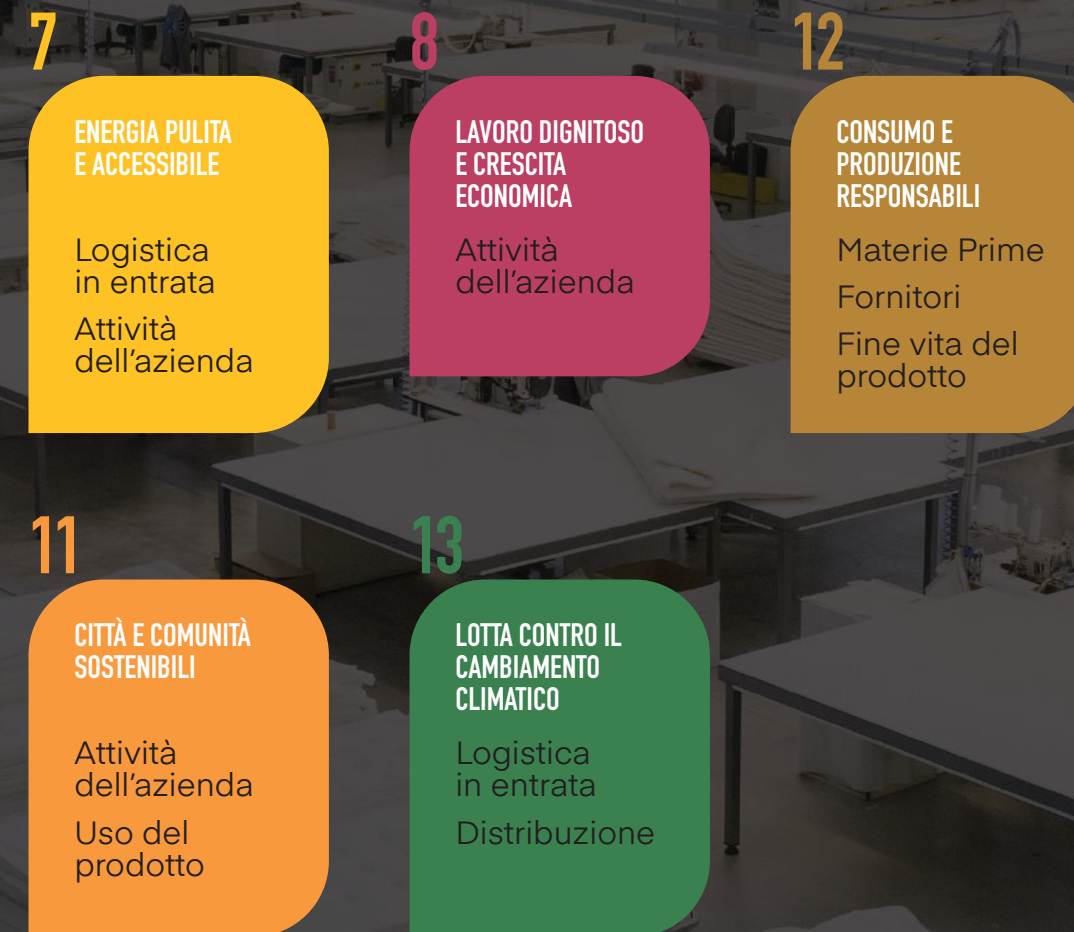 7
ENERGIA PULITA
E ACCESSIBILE
Logistica
in entrata
Attività
dell’azienda
8
LAVORO DIGNITOSO
E CRESCITA
ECONOMICA
Attività
dell’azienda
12
CONSUMO E
PRODUZIONE
RESPONSABILI
Materie Prime
Fornitori
Fine vita del
prodotto
11
CITTÀ E COMUNITÀ
SOSTENIBILI
Attività
dell’azienda
Uso del
prodotto
13
LOTTA CONTRO IL
CAMBIAMENTO
CLIMATICO
Logistica
in entrata
Distribuzione